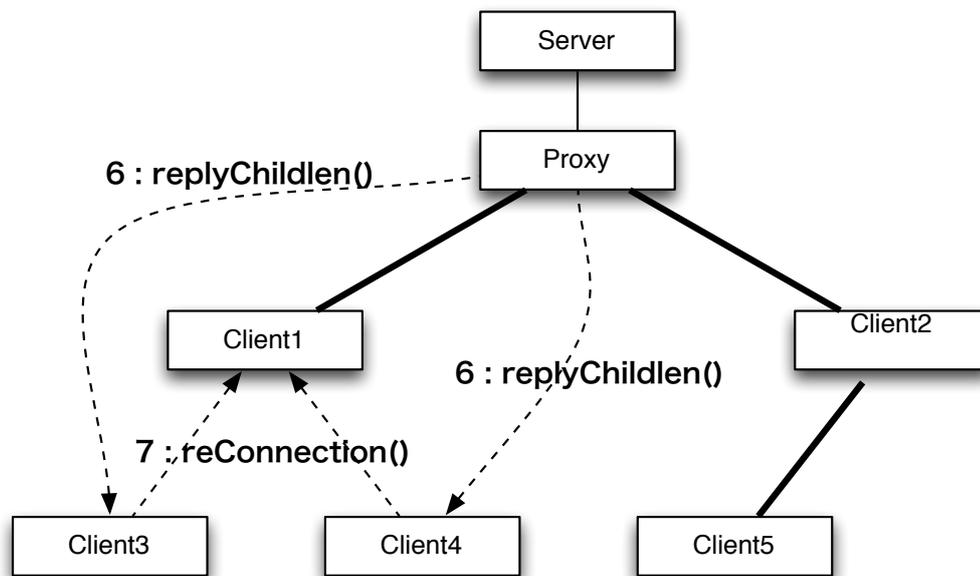 Server
Proxy
6 : replyChildlen()
Client1
Client2
6 : replyChildlen()
7 : reConnection()
Client3
Client4
Client5